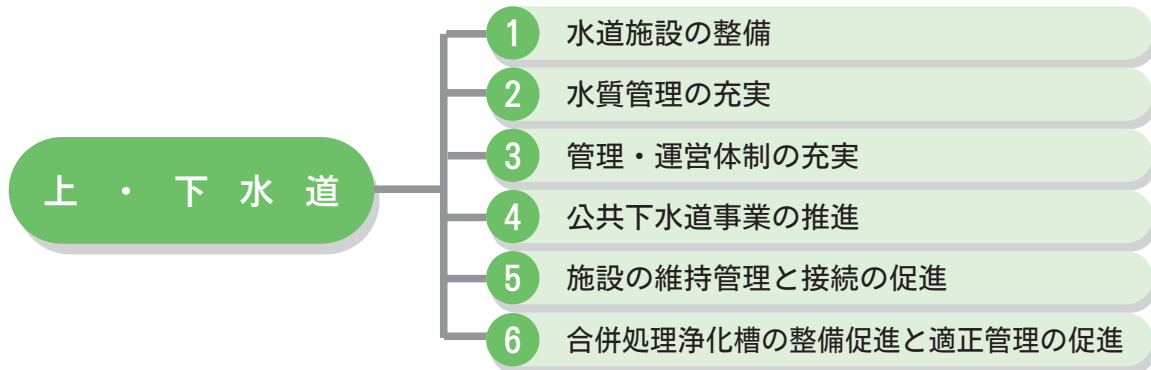 上・下水道
1 水道施設の整備
2 水質管理の充実
3 管理・運営体制の充実
4 公共下水道事業の推進
5 施設の維持管理と接続の促進
6 合併処理浄化槽の整備促進と適正管理の促進